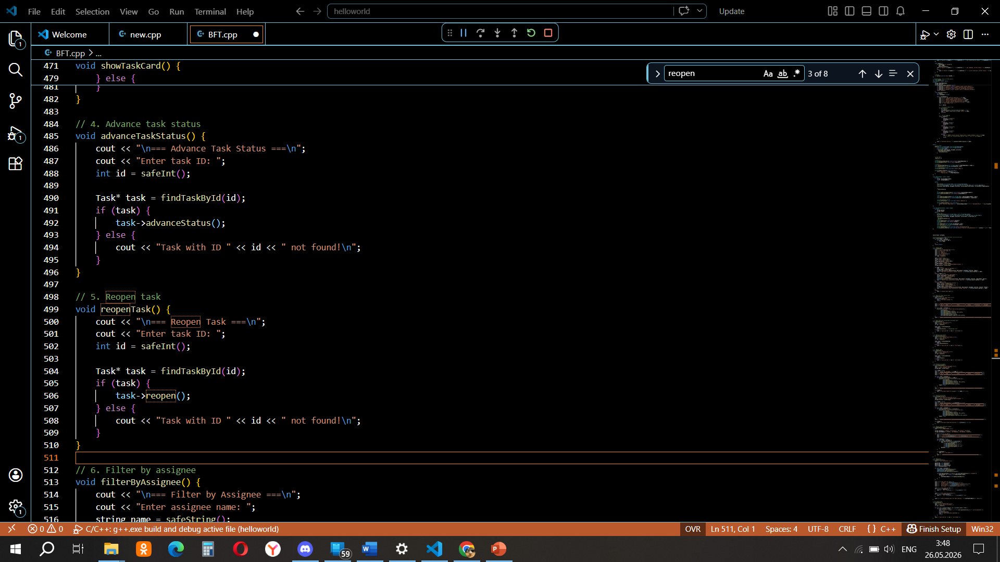 File Edit Selection View Go Run Terminal Help
helloworld
Update
Welcome
new.cpp
BFT.cpp
BFT.cpp > ...
471 void showTaskCard() {
479 } else {
481 }
482 }
483
484 // 4. Advance task status
485 void advanceTaskStatus() {
486 cout << "\n=== Advance Task Status ===\n";
487 cout << "Enter task ID: ";
488 int id = safeInt();
489
490 Task* task = findTaskById(id);
491 if (task) {
492 task->advanceStatus();
493 } else {
494 cout << "Task with ID " << id << " not found!\n";
495 }
496 }
497
498 // 5. Reopen task
499 void reopenTask() {
500 cout << "\n=== Reopen Task ===\n";
501 cout << "Enter task ID: ";
502 int id = safeInt();
503
504 Task* task = findTaskById(id);
505 if (task) {
506 task->reopen();
507 } else {
508 cout << "Task with ID " << id << " not found!\n";
509 }
510 }
511
512 // 6. Filter by assignee
513 void filterByAssignee() {
514 cout << "\n=== Filter by Assignee ===\n";
515 cout << "Enter assignee name: ";
516 string name = safeString();
reopen Aa ab .* 3 of 8
1
1
1
0 0 C/C++: g++.exe build and debug active file (helloworld)
OVR Ln 511, Col 1 Spaces: 4 UTF-8 CRLF {} C++ Finish Setup Win32
59
ENG
3:48
26.05.2026